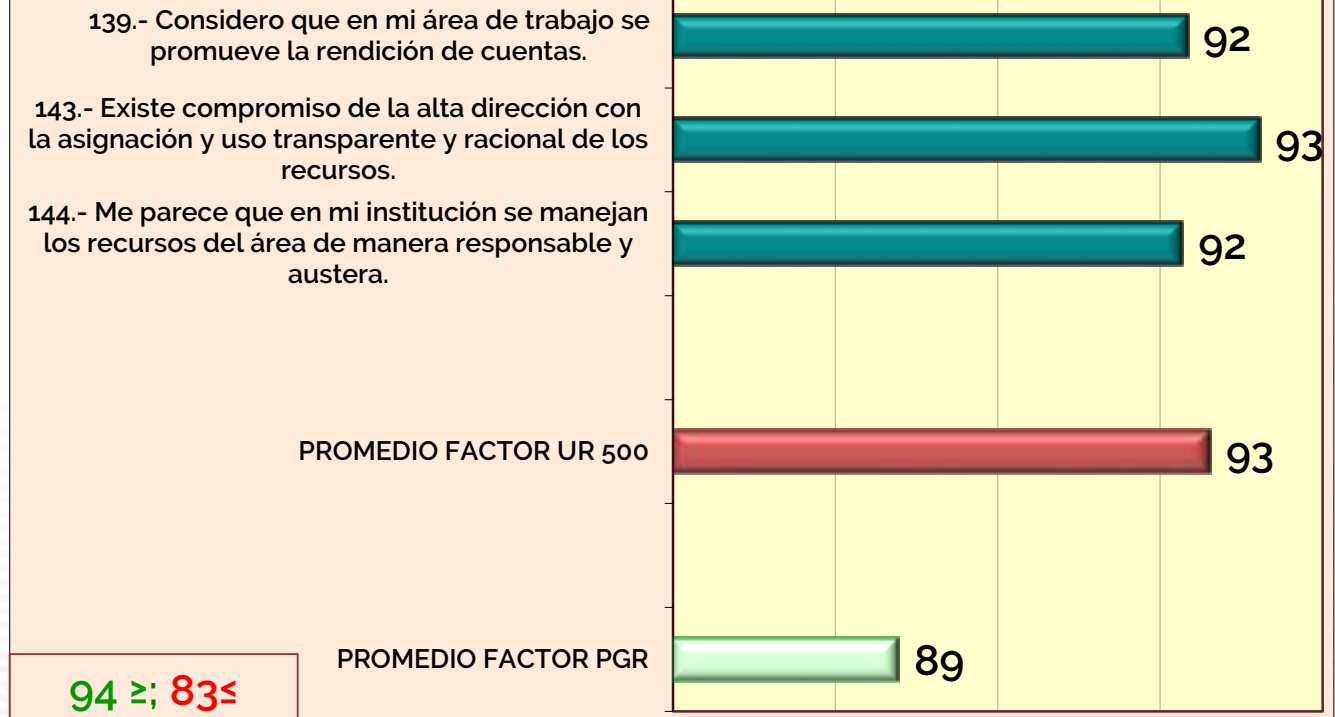 139.- Considero que en mi área de trabajo se
promueve la rendición de cuentas.
92
143.- Existe compromiso de la alta dirección con
la asignación y uso transparente y racional de los
recursos.
93
144.- Me parece que en mi institución se manejan
los recursos del área de manera responsable y
austera.
92
PROMEDIO FACTOR UR 500
93
PROMEDIO FACTOR PGR
89
94 ≥; 83≤